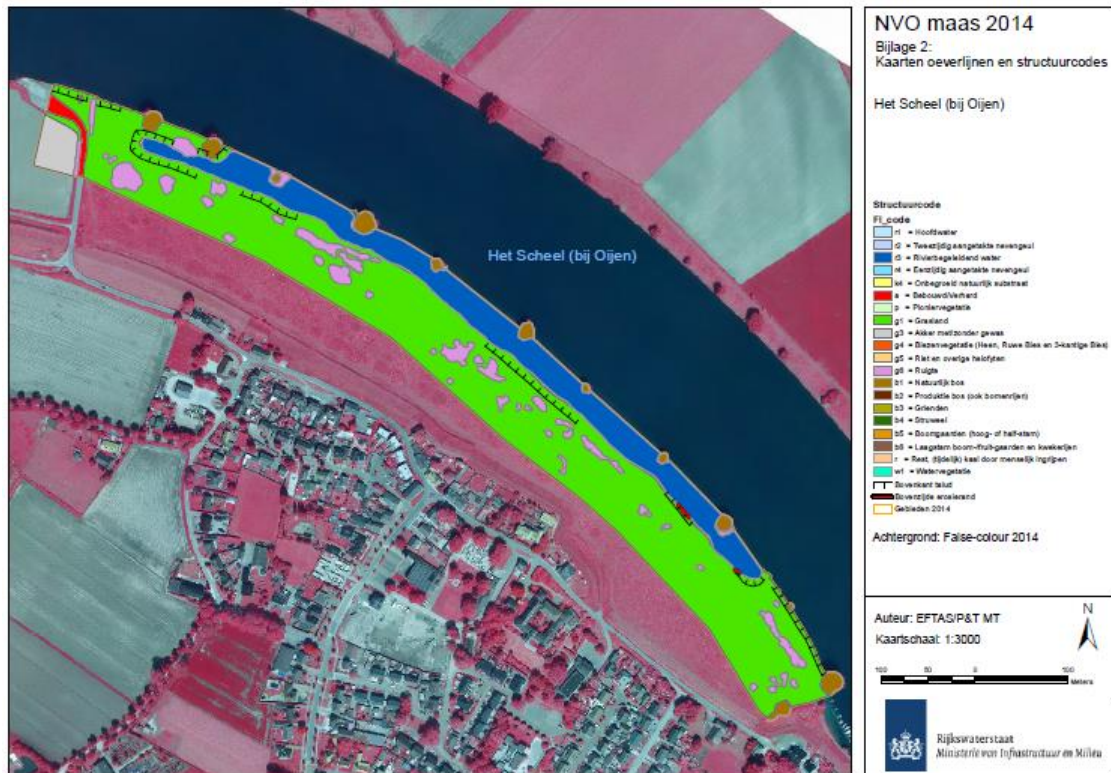 NVO maas 2014
Bijlage 2:
Kaarten oeverlijnen en structuurcodes
Het Scheel (bij Oijen)
Het Scheel (bij Oijen)
Structuurcode
Fl_code
r1 = Hoofdwater
r2 = Tweezijdig aangetakte nevengeul
r3 = Rivierbegeleidend water
r4 = Eenzijdig aangetakte nevengeul
k4 = Onbegroeid natuurlijk substraat
a = Bebouwd/Verhard
p = Pioniervegetatie
g1 = Grasland
g3 = Akker met/zonder gewas
g4 = Biezenvegetatie (Heen, Ruwe Bies en 3-kantige Bies)
g5 = Riet en overige helofyten
g6 = Ruigte
b1 = Natuurlijk bos
b2 = Produktie bos (ook bomenrijen)
b3 = Grienden
b4 = Struweel
b5 = Boomgaarden (hoog- of half-stam)
b6 = Laagstam boom-/fruit-gaarden en kwekerijen
r = Rest, (tijdelijk) kaal door menselijk ingrijpen
w1 = Watervegetatie
Bovenkant talud
Bovenzijde erosierand
Gebieden 2014
Achtergrond: False-colour 2014
Auteur: EFTAS/P&T MT
Kaartschaal: 1:3000
N
100 50 0 100
Meters
Rijkswaterstaat
Ministerie van Infrastructuur en Milieu